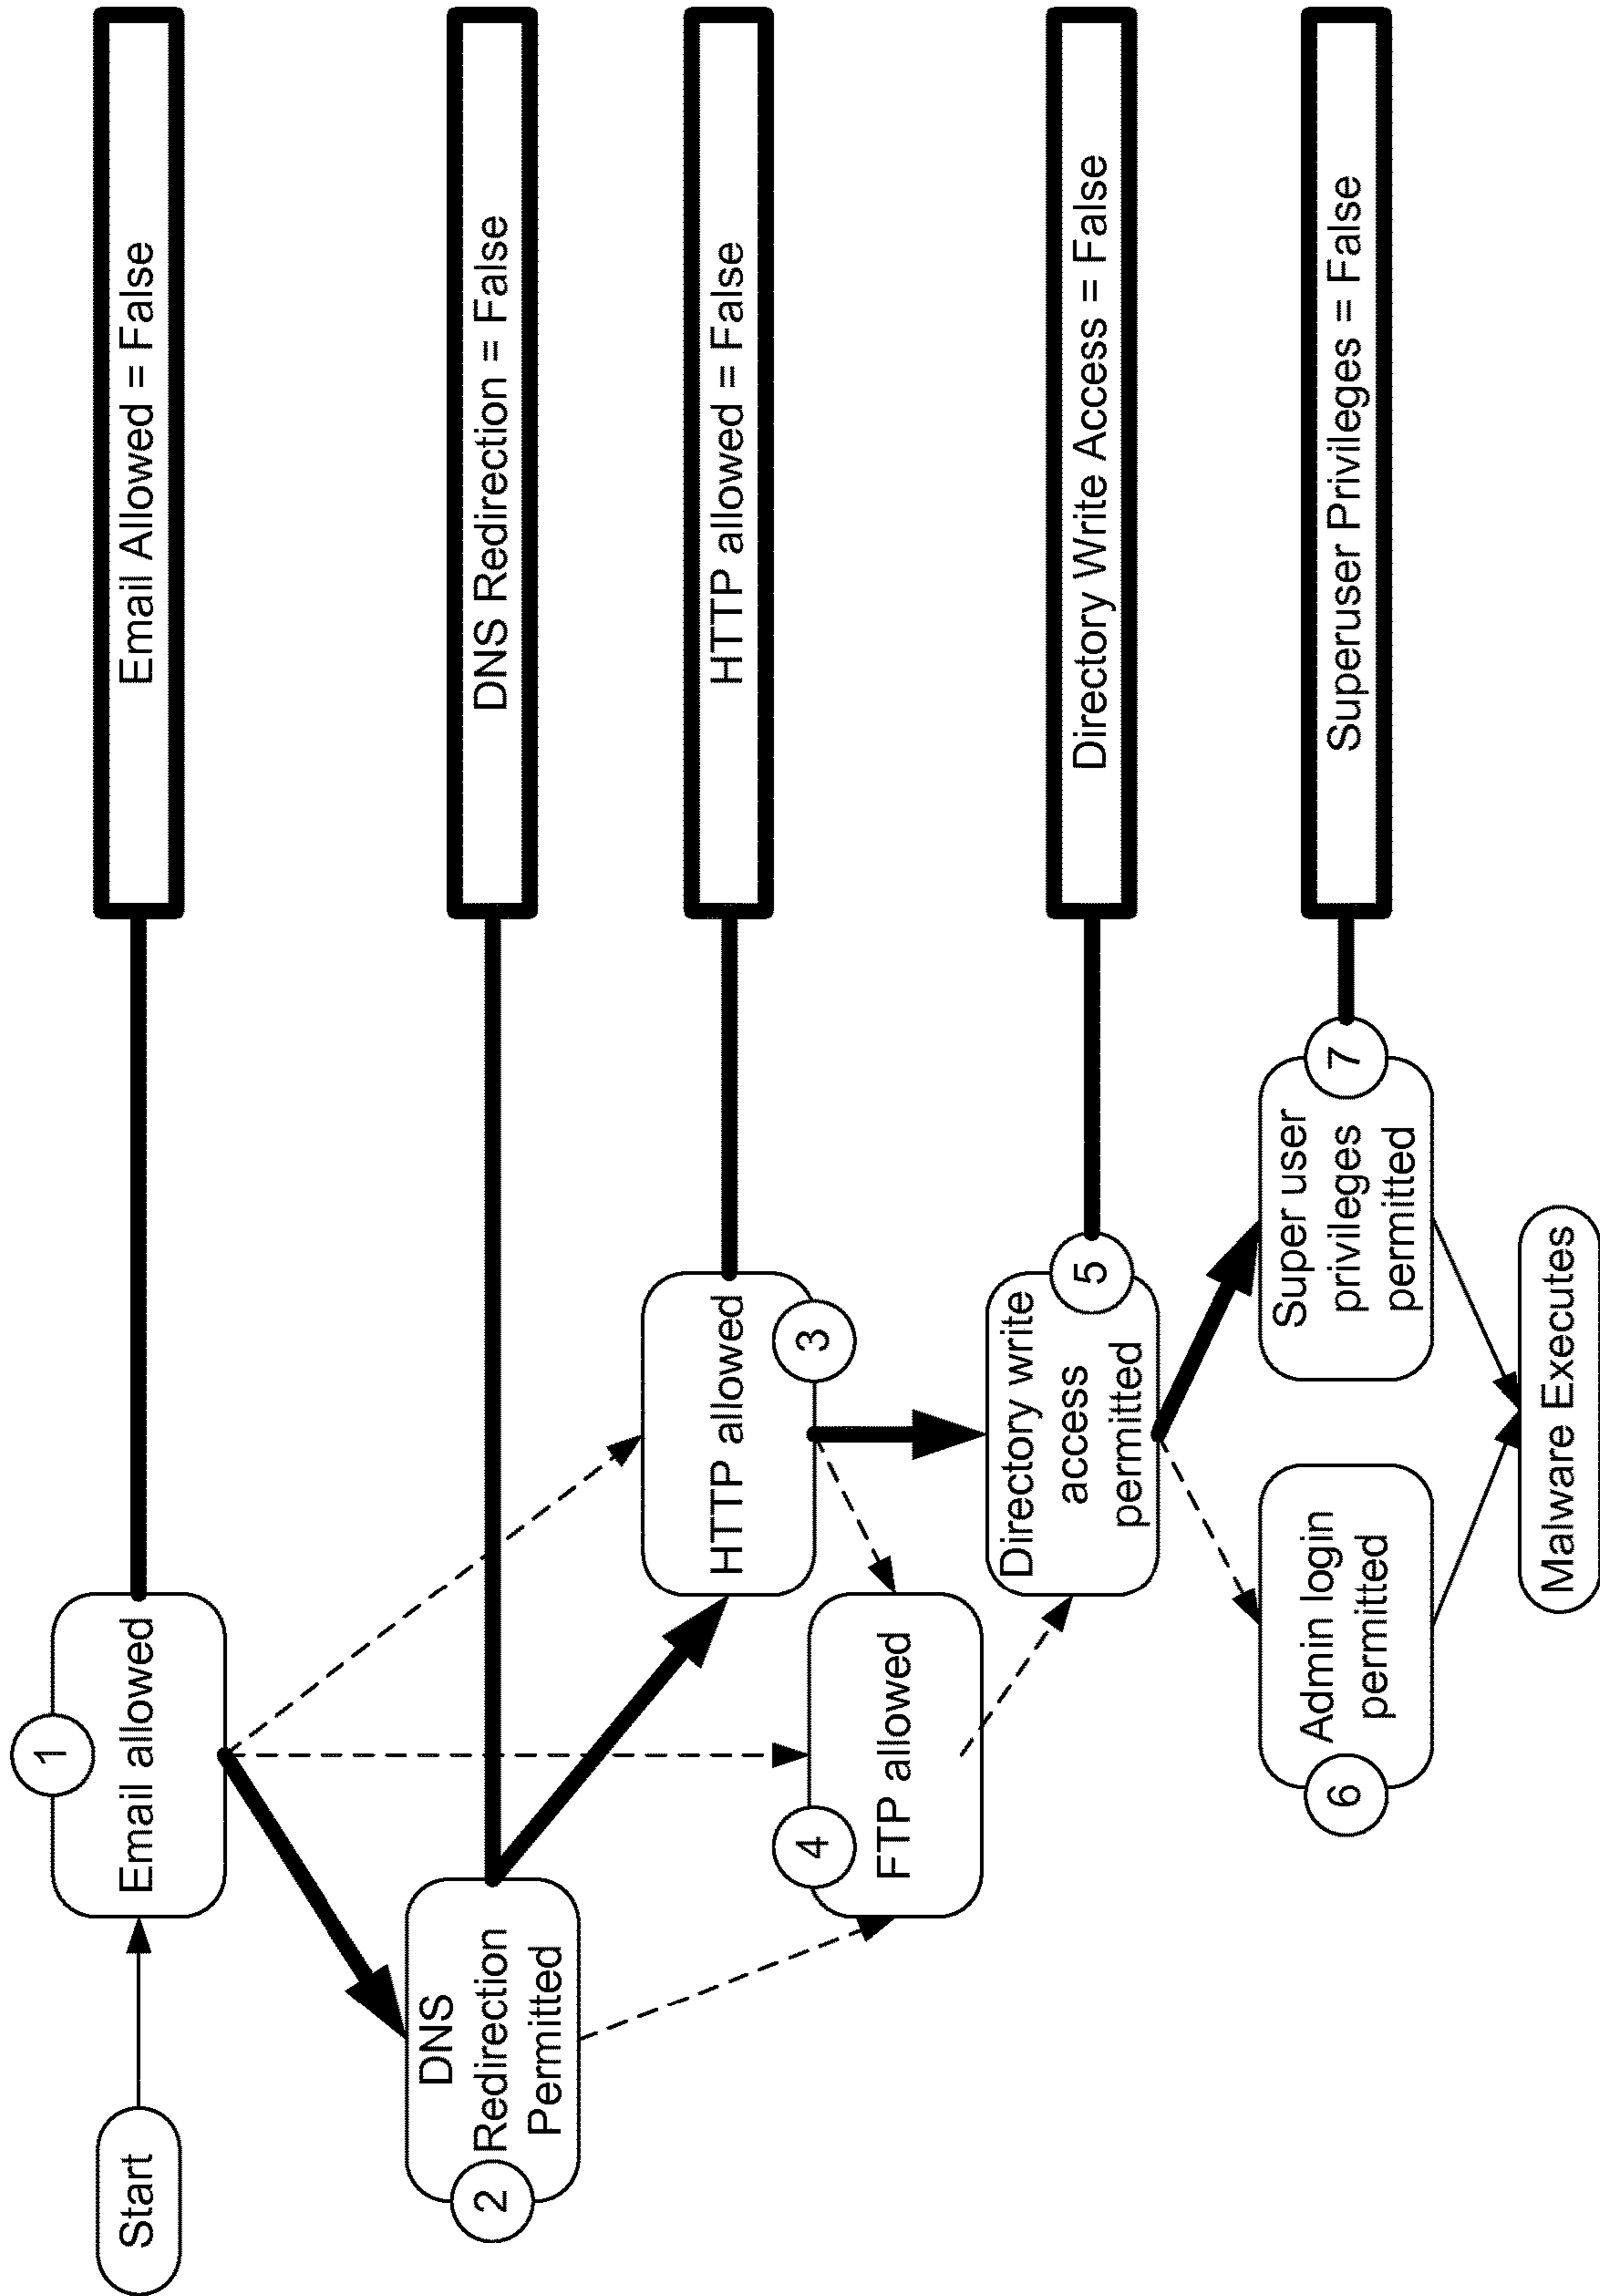 Start
1
Email allowed
Email Allowed = False
2
DNS
Redirection
Permitted
DNS Redirection = False
HTTP allowed
3
HTTP allowed = False
4
FTP allowed
Directory write
access
permitted
5
Directory Write Access = False
6
Admin login
permitted
Super user
privileges
permitted
7
Superuser Privileges = False
Malware Executes